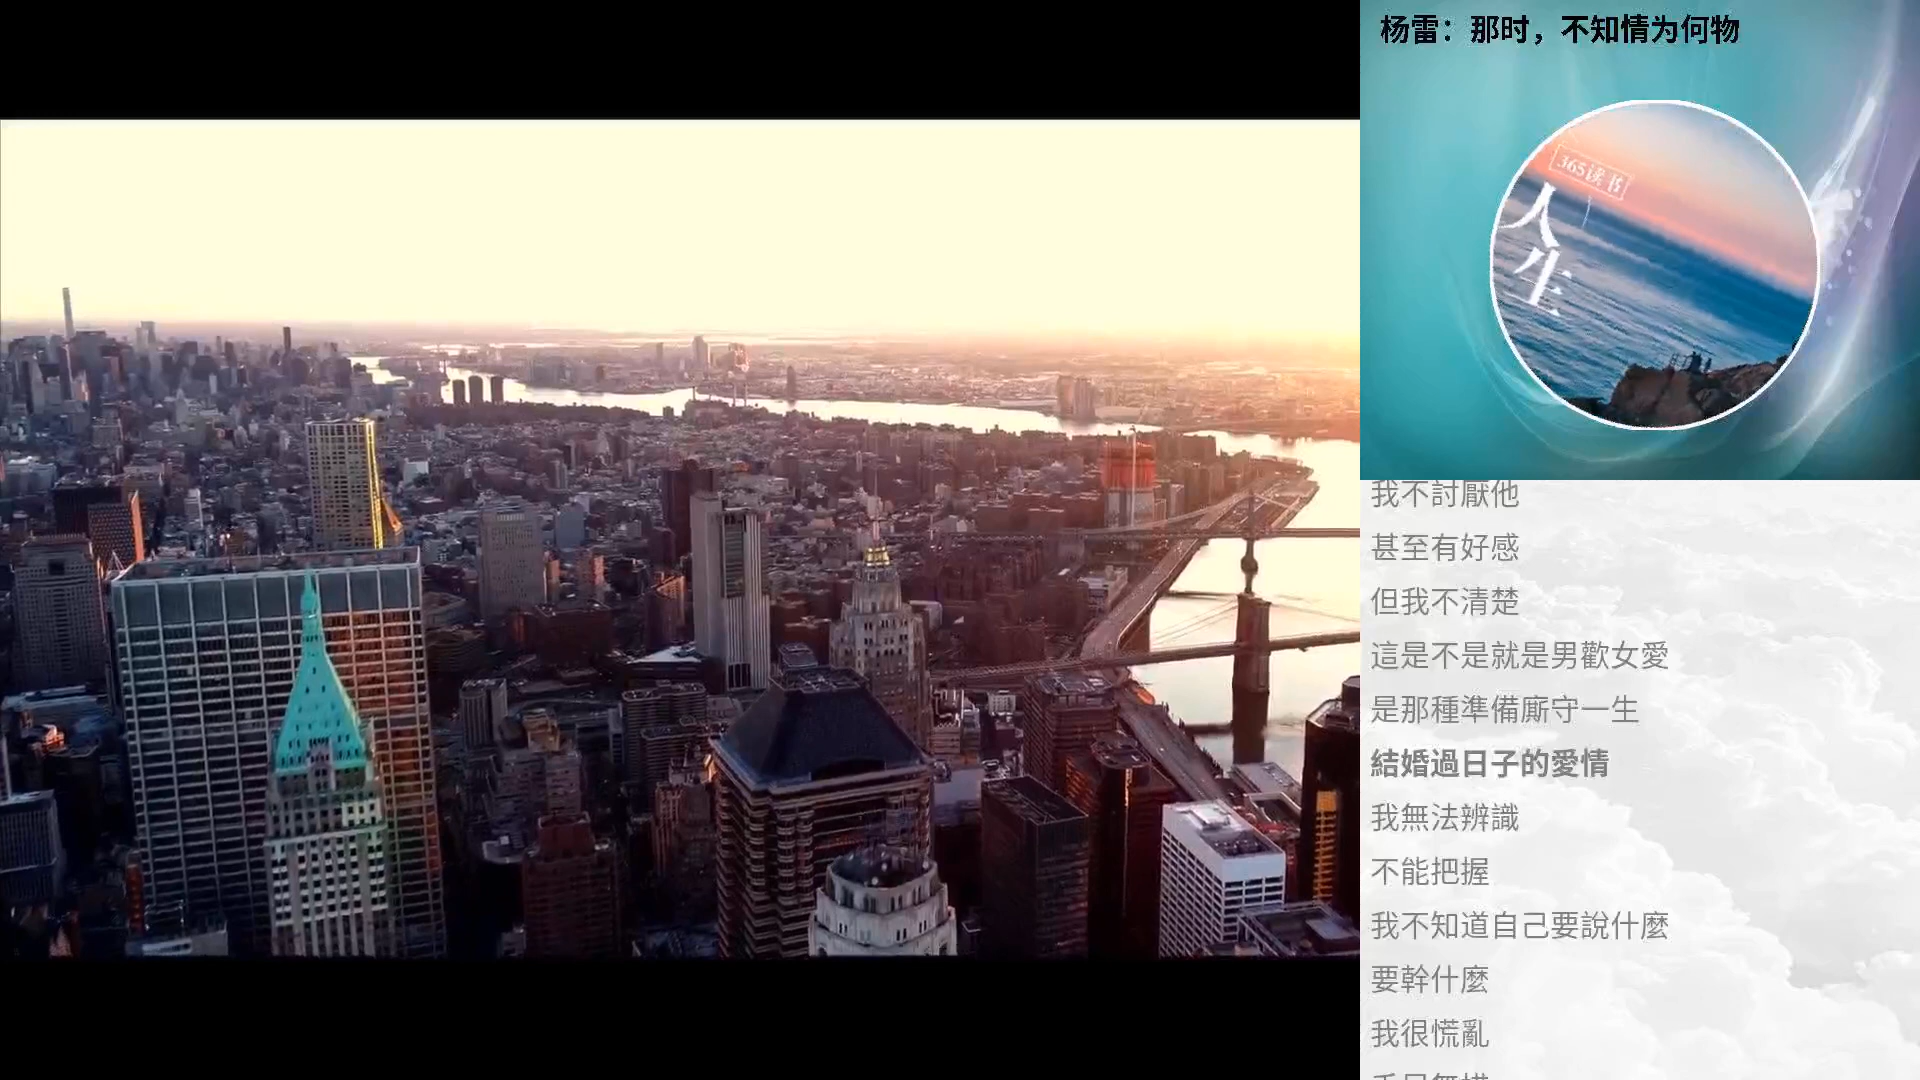 杨雷：那时，不知情为何物
365读书
人生
我不討厭他
甚至有好感
但我不清楚
這是不是就是男歡女愛
是那種準備廝守一生
結婚過日子的愛情
我無法辨識
不能把握
我不知道自己要說什麼
要幹什麼
我很慌亂